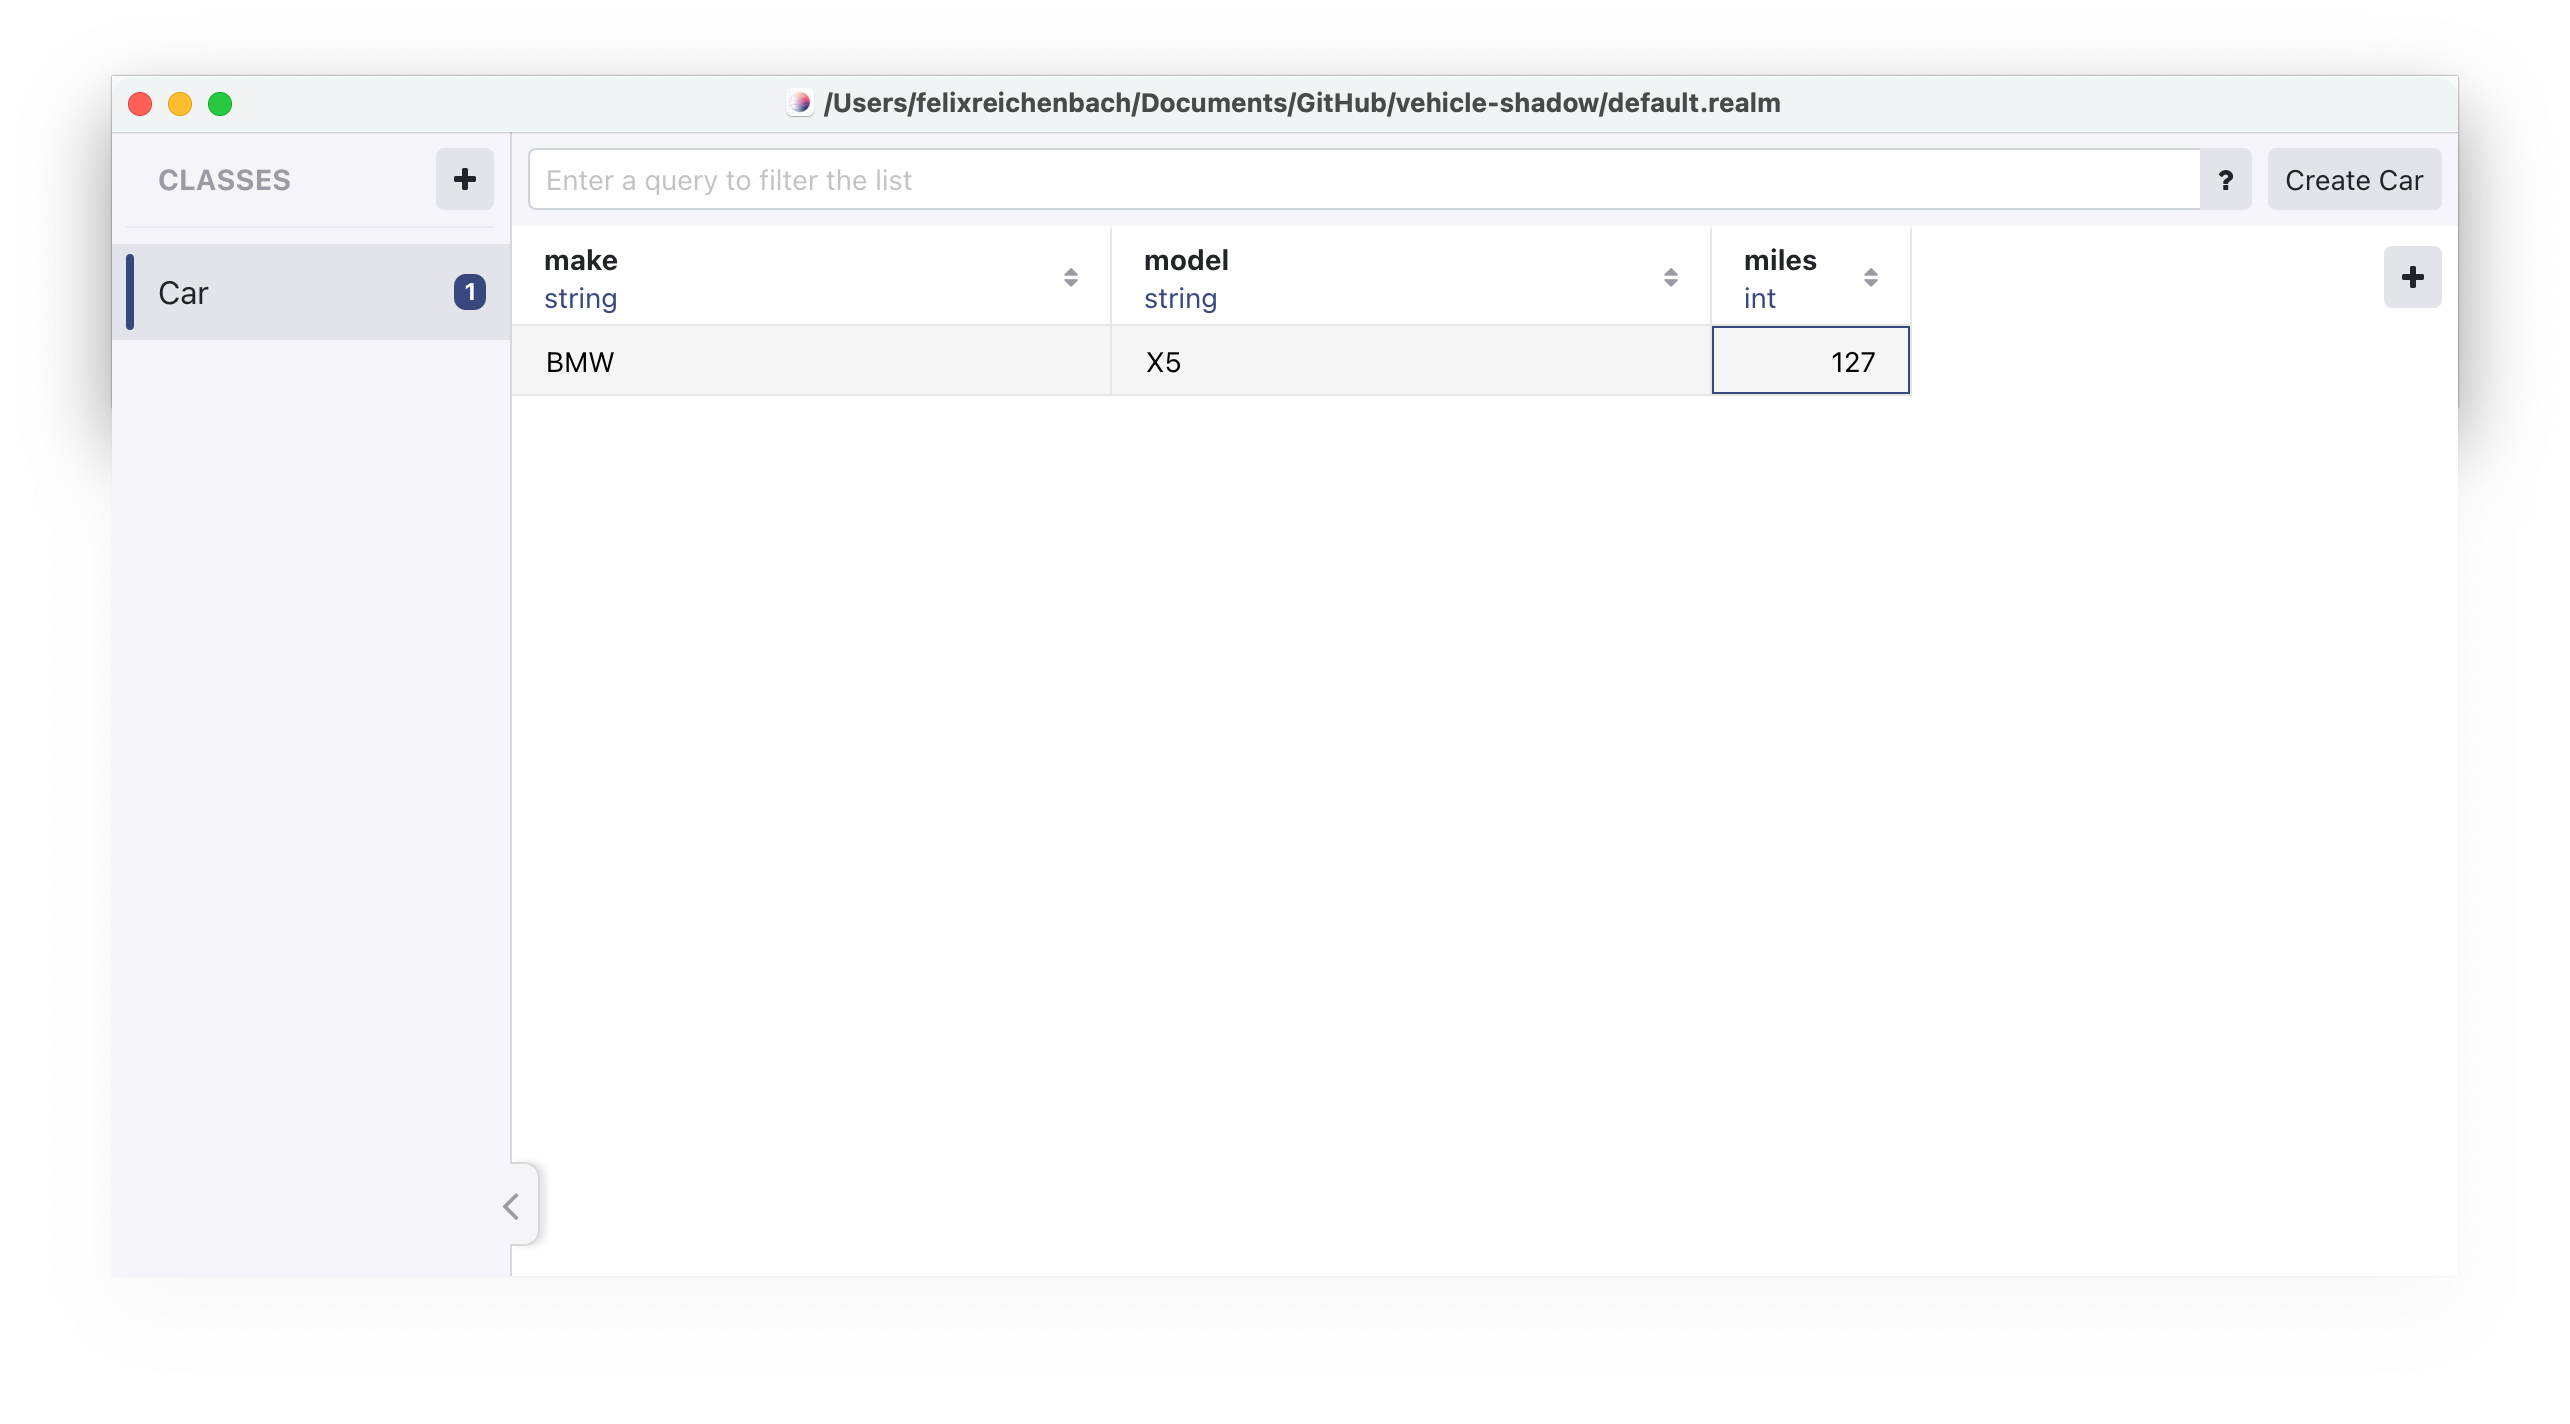 /Users/felixreichenbach/Documents/GitHub/vehicle-shadow/default.realm
CLASSES
Enter a query to filter the list
?
Create Car
Car
1
make
model
miles
string
string
int
BMW
X5
127